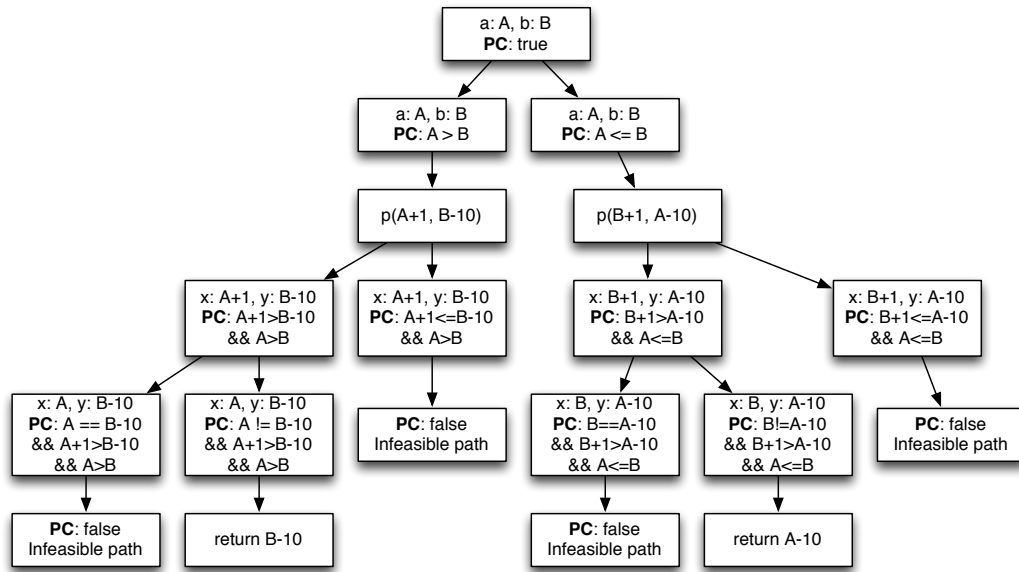 a: A, b: B
PC: true
a: A, b: B
PC: A > B
a: A, b: B
PC: A <= B
p(A+1, B-10)
p(B+1, A-10)
x: A+1, y: B-10
PC: A+1>B-10
&& A>B
x: A+1, y: B-10
PC: A+1<=B-10
&& A>B
x: B+1, y: A-10
PC: B+1>A-10
&& A<=B
x: B+1, y: A-10
PC: B+1<=A-10
&& A<=B
x: A, y: B-10
PC: A == B-10
&& A+1>B-10
&& A>B
x: A, y: B-10
PC: A != B-10
&& A+1>B-10
&& A>B
PC: false
Infeasible path
x: B, y: A-10
PC: B==A-10
&& B+1>A-10
&& A<=B
x: B, y: A-10
PC: B!=A-10
&& B+1>A-10
&& A<=B
PC: false
Infeasible path
PC: false
Infeasible path
return B-10
PC: false
Infeasible path
return A-10